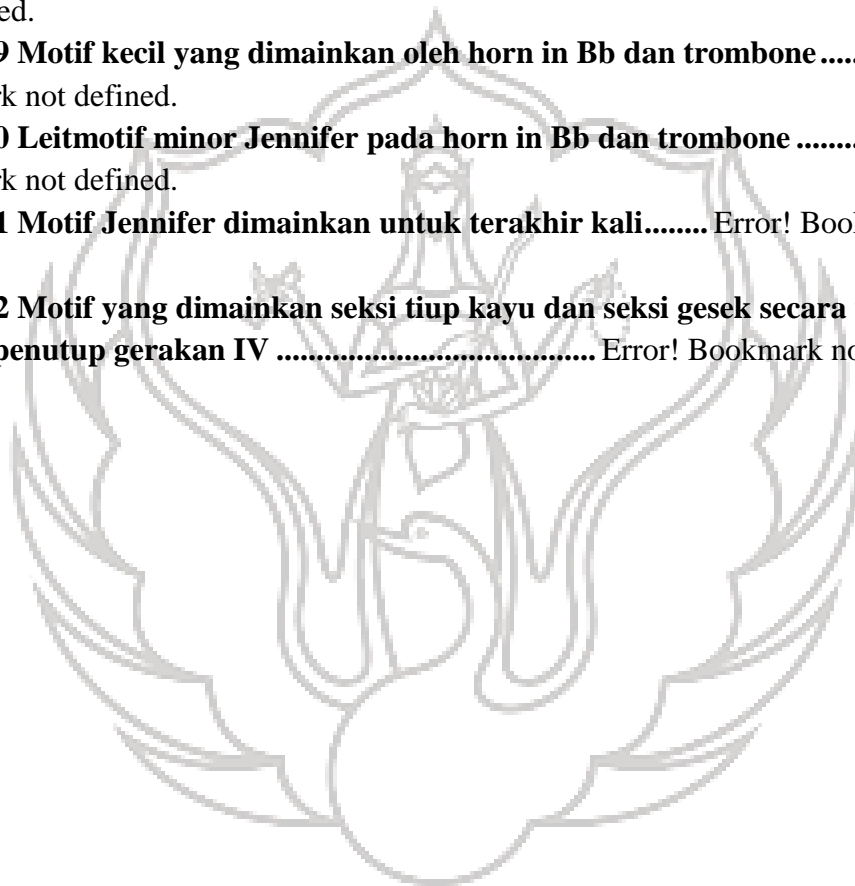 ed.
9 Motif kecil yang dimainkan oleh horn in Bb dan trombone.....
rk not defined.
0 Leitmotif minor Jennifer pada horn in Bb dan trombone ........
rk not defined.
1 Motif Jennifer dimainkan untuk terakhir kali........ Error! Book
2 Motif yang dimainkan seksi tiup kayu dan seksi gesek secara
penutup gerakan IV ........................................ Error! Bookmark no